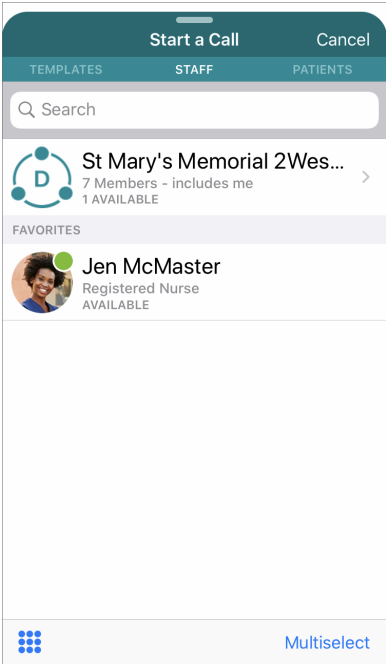 Start a Call
Cancel
TEMPLATES
STAFF
PATIENTS
Search
D
St Mary's Memorial 2Wes...
7 Members - includes me
1 AVAILABLE
FAVORITES
Jen McMaster
Registered Nurse
AVAILABLE
Multiselect